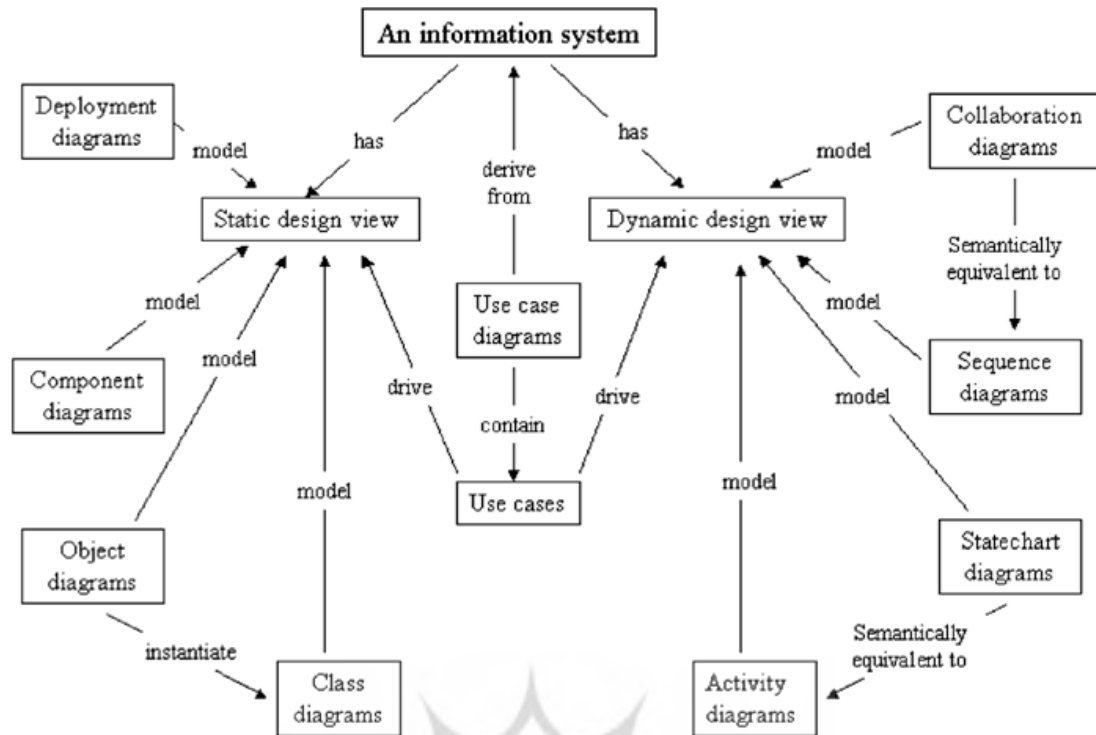 An information system
Deployment
diagrams
Collaboration
diagrams
has
has
model
model
derive
from
Static design view
Dynamic design view
Semantically
equivalent to
model
Use case
diagrams
model
model
Component
diagrams
Sequence
diagrams
drive
drive
model
contain
model
model
Use cases
Object
diagrams
Statechart
diagrams
instantiate
Semantically
equivalent to
Class
diagrams
Activity
diagrams